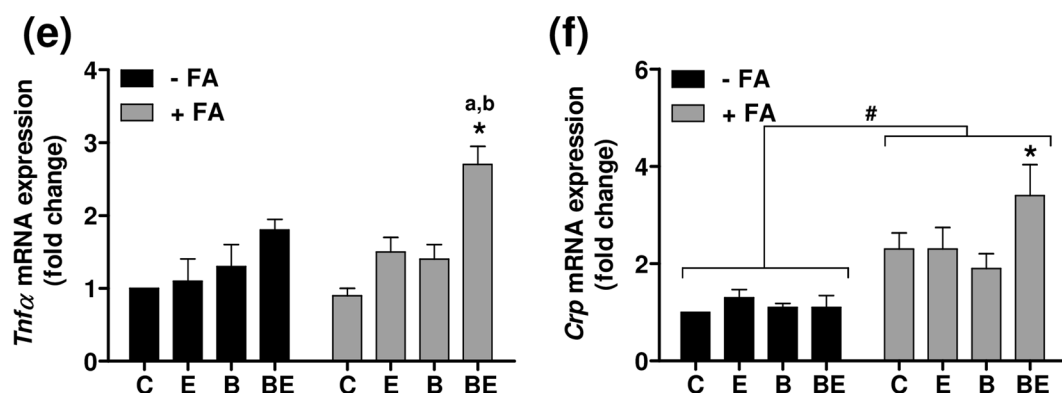 (e)
Tnfα mRNA expression
(fold change)
4
3
2
1
0
- FA
+ FA
a,b
*
C E B BE C E B BE
(f)
Crp mRNA expression
(fold change)
6
4
2
0
- FA
+ FA
#
*
C E B BE C E B BE